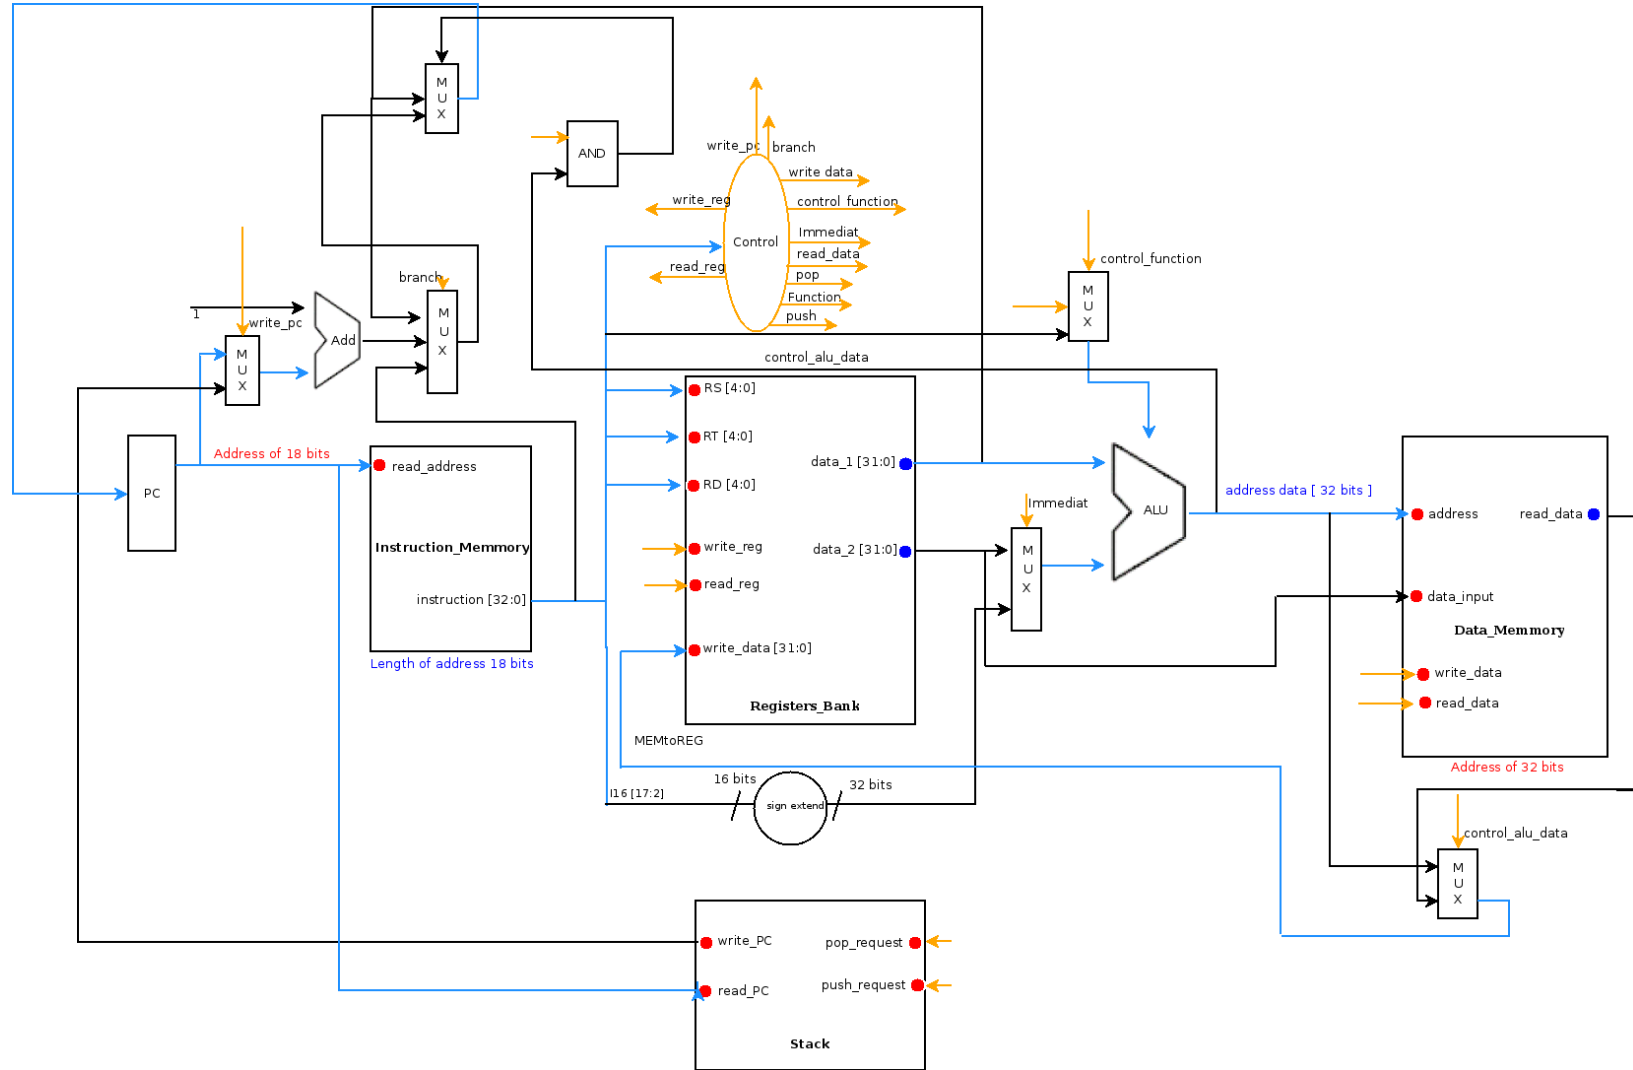 M
U
X
AND
write_pc
branch
write data
write_reg
control_function
Control
Immediat
read_data
read_reg
pop
Function
push
control_function
M
U
X
branch
1
write_pc
M
U
X
Add
M
U
X
control_alu_data
RS [4:0]
RT [4:0]
RD [4:0]
write_reg
read_reg
write_data [31:0]
data_1 [31:0]
data_2 [31:0]
Registers_Bank
Address of 18 bits
PC
read_address
Instruction_Memmory
instruction [32:0]
Length of address 18 bits
Immediat
M
U
X
ALU
address data [ 32 bits ]
address
read_data
data_input
Data_Memmory
write_data
read_data
Address of 32 bits
MEMtoREG
16 bits
I16 [17:2]
sign extend
32 bits
control_alu_data
M
U
X
write_PC
pop_request
read_PC
push_request
Stack